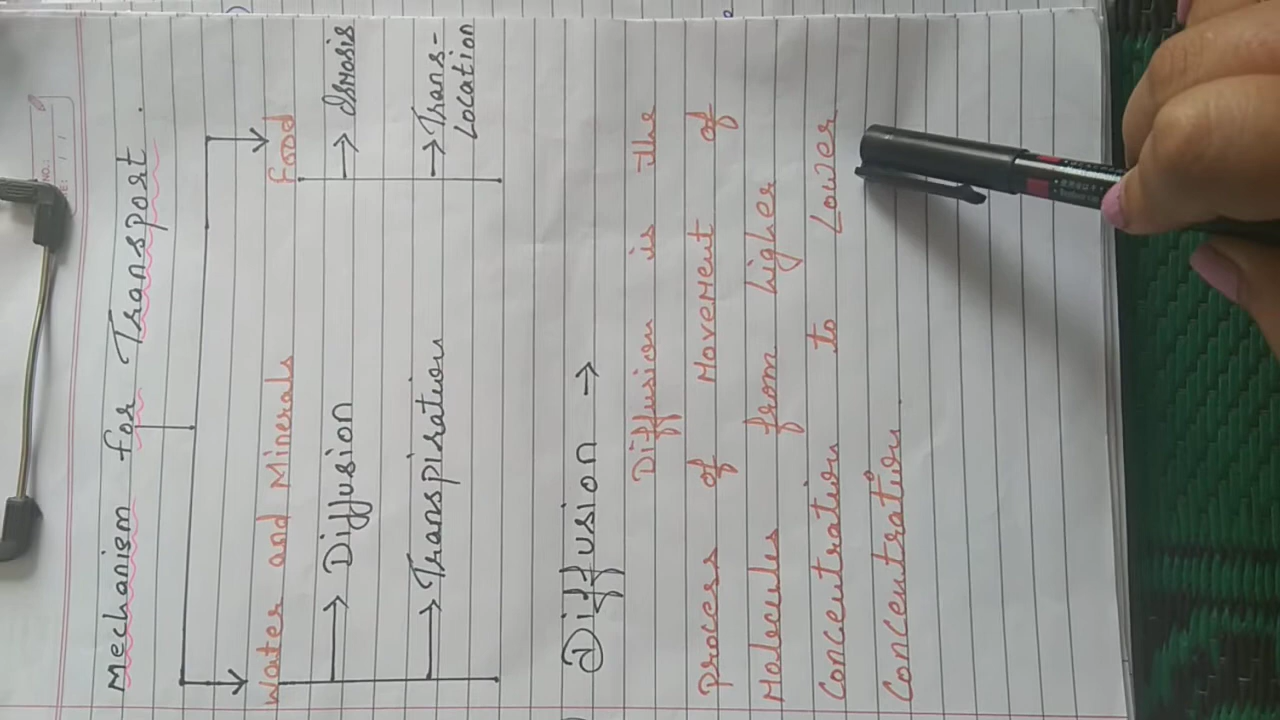 Mechanism for Transport.
Water and Minerals
→ Diffusion
→ Transpiration
Food
→ Osmosis
→ Trans-
Location
Diffusion →
Diffusion is the
process of Movement of
Molecules from higher
Concentration to Lower
Concentration.